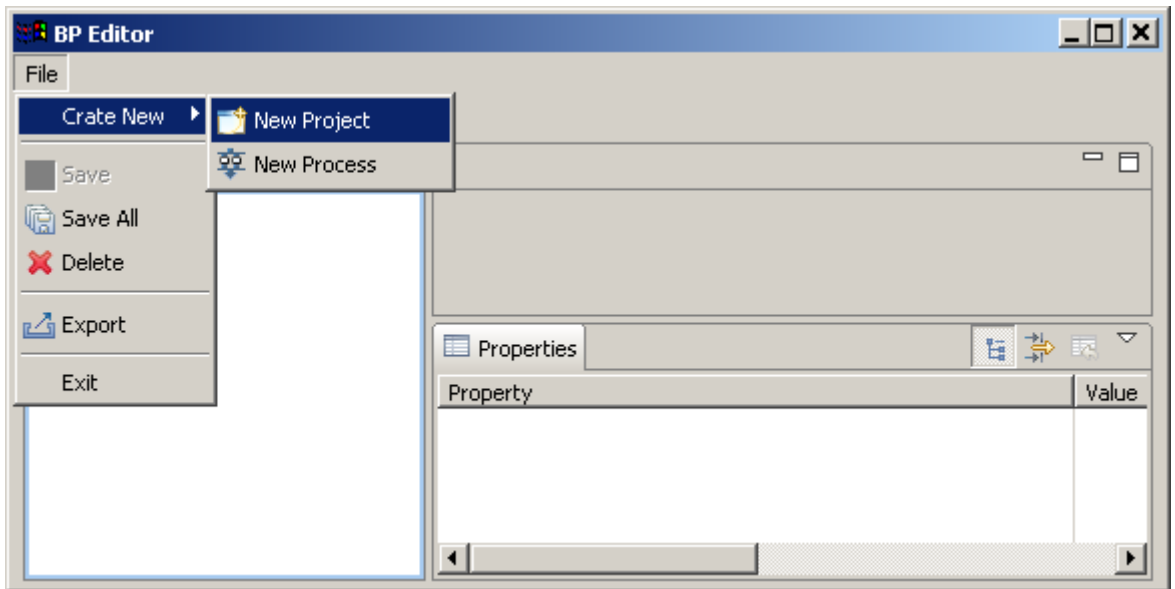 BP Editor
File
Crate New
New Project
New Process
Save
Save All
Delete
Export
Exit
Properties
Property Value